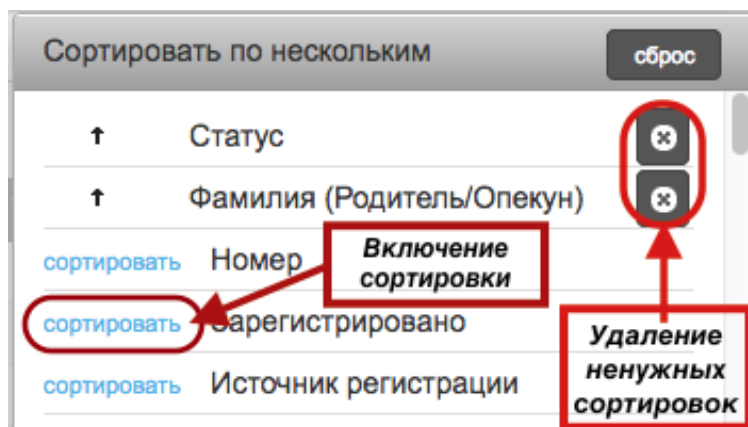 Сортировать по нескольким сброс
Статус
Фамилия (Родитель/Опекун)
сортировать Номер
Включение
сортировки
сортировать Зарегистрировано
Удаление
ненужных
сортировок
сортировать Источник регистрации